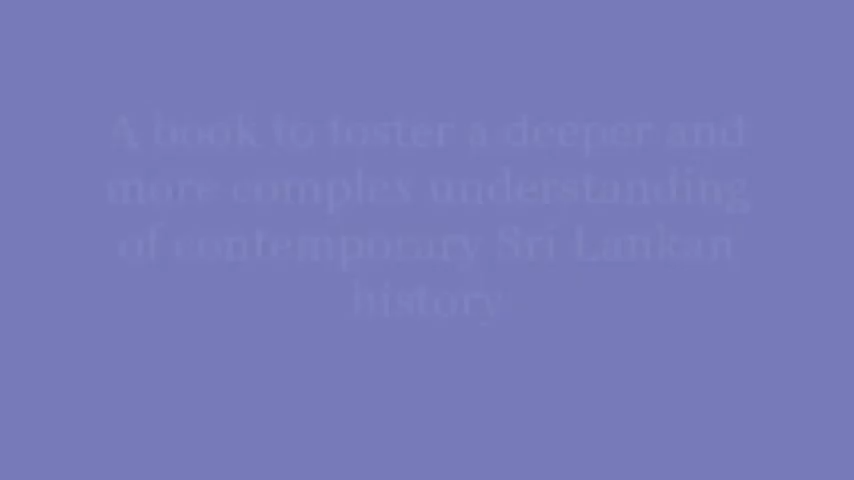 A book to foster a deeper and
more complex understanding
of contemporary Sri Lankan
history